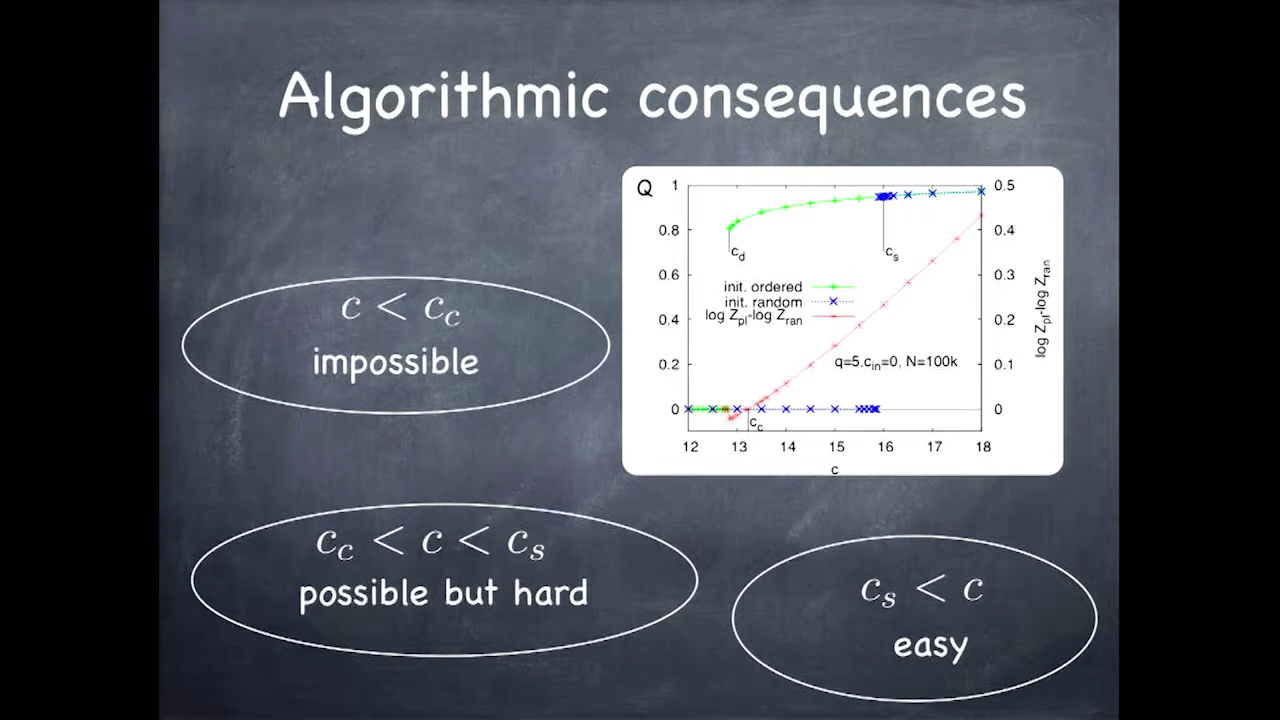 Algorithmic consequences
Q
1
0.8
0.6
0.4
0.2
0
0.5
0.4
0.3
0.2
0.1
0
log Z_pl-log Z_ran
c_d
c_s
init. ordered
init. random
log Z_pl-log Z_ran
q=5,c_in=0, N=100k
c_c
12 13 14 15 16 17 18
c
c < c_c
impossible
c_c < c < c_s
possible but hard
c_s < c
easy